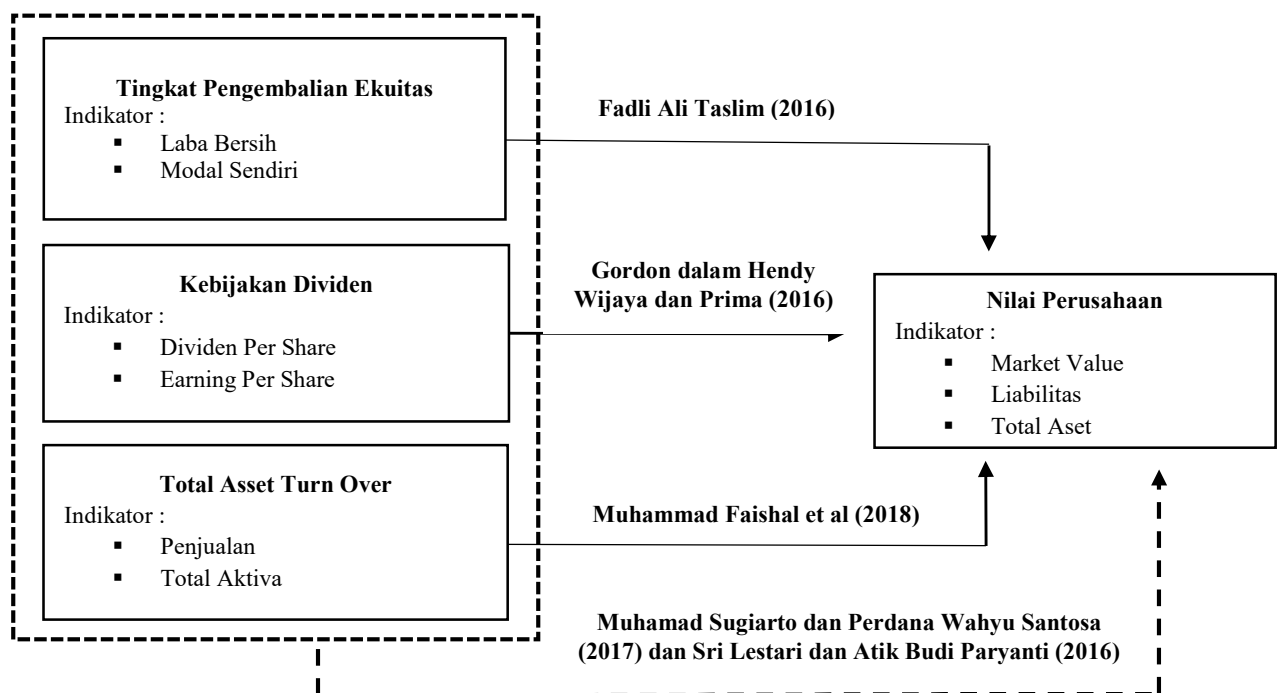 Tingkat Pengembalian Ekuitas
Indikator :
▪ Laba Bersih
▪ Modal Sendiri
Fadli Ali Taslim (2016)
Kebijakan Dividen
Indikator :
▪ Dividen Per Share
▪ Earning Per Share
Gordon dalam Hendy
Wijaya dan Prima (2016)
Nilai Perusahaan
Indikator :
▪ Market Value
▪ Liabilitas
▪ Total Aset
Total Asset Turn Over
Indikator :
▪ Penjualan
▪ Total Aktiva
Muhammad Faishal et al (2018)
Muhamad Sugiarto dan Perdana Wahyu Santosa
(2017) dan Sri Lestari dan Atik Budi Paryanti (2016)